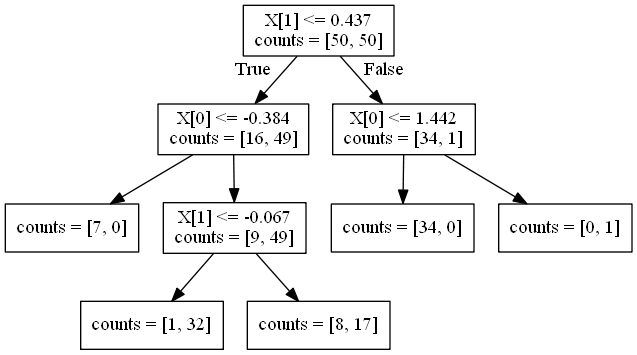 X[1] <= 0.437
counts = [50, 50]
True
False
X[0] <= -0.384
counts = [16, 49]
X[0] <= 1.442
counts = [34, 1]
counts = [7, 0]
X[1] <= -0.067
counts = [9, 49]
counts = [34, 0]
counts = [0, 1]
counts = [1, 32]
counts = [8, 17]